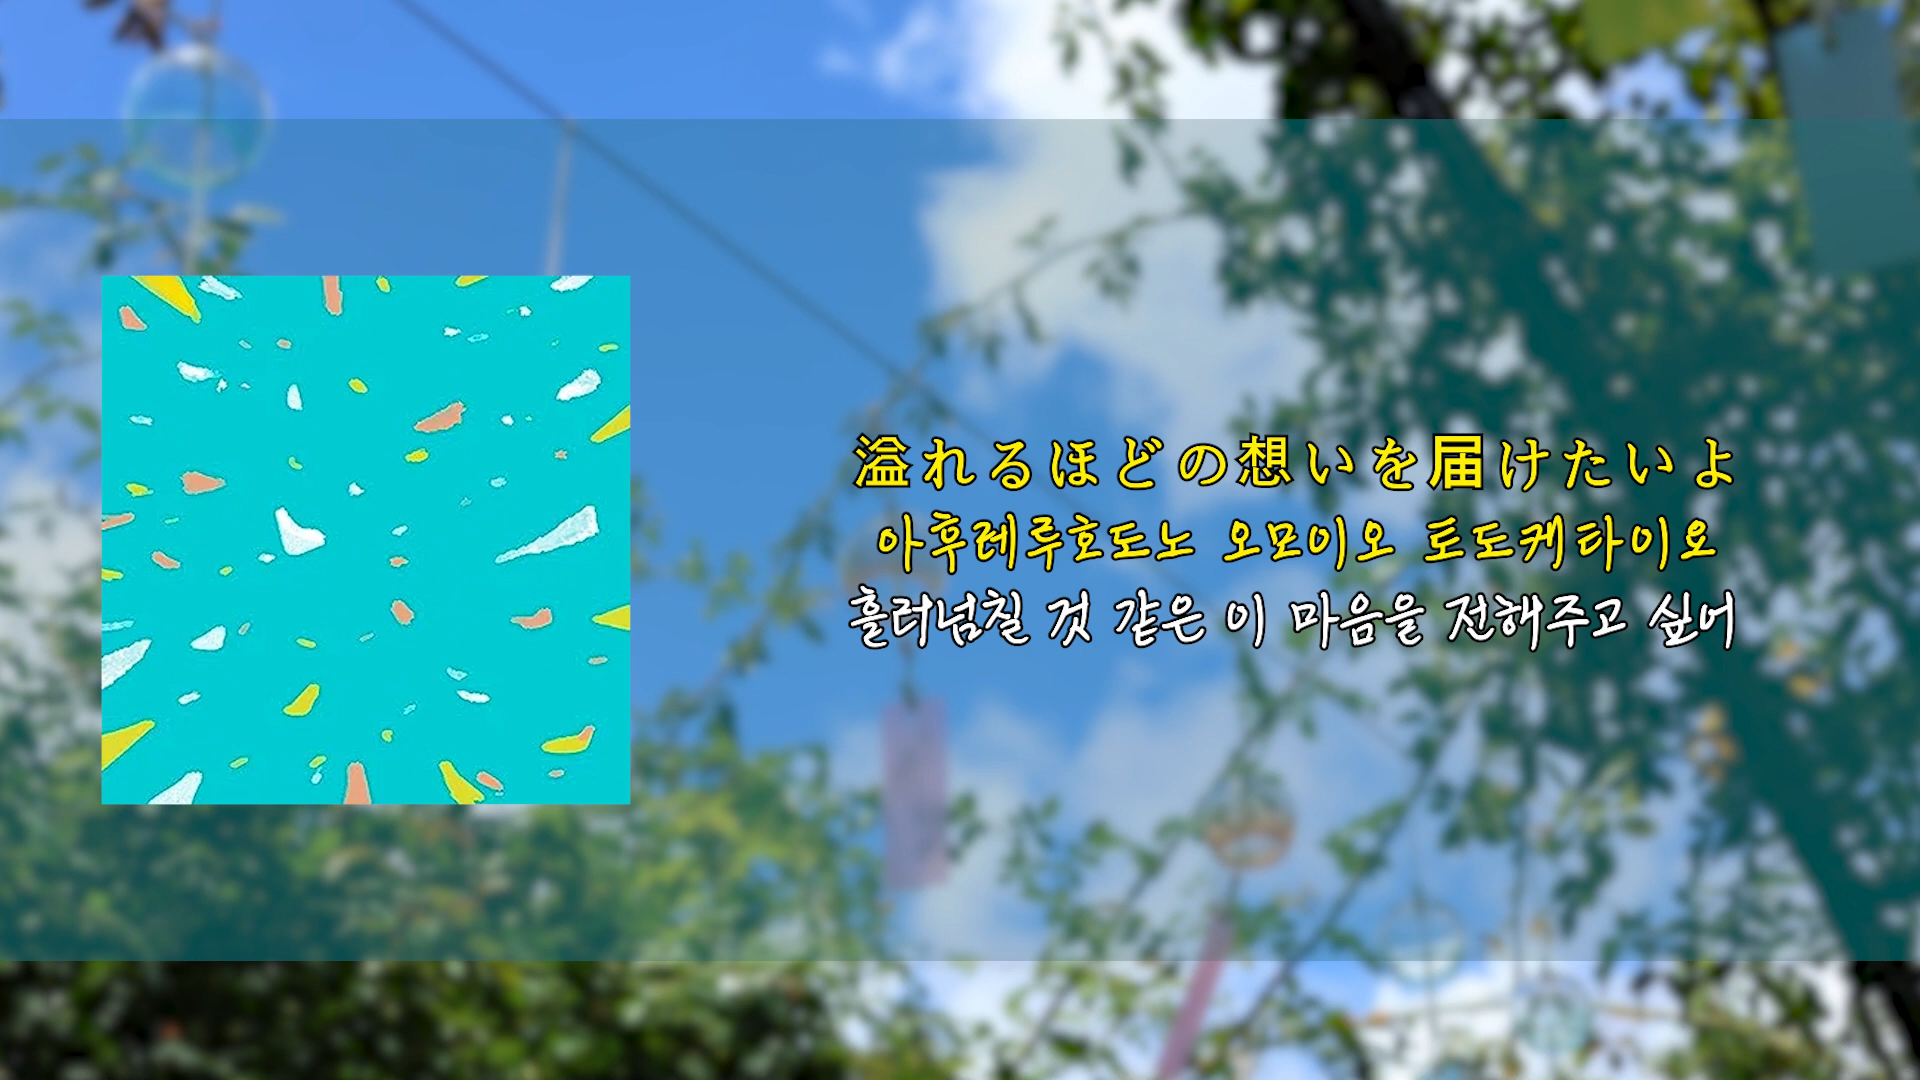 溢れるほどの想いを届けたいよ
아후레루호도노 오모이오 토도케타이요
흘러넘칠 것 같은 이 마음을 전해주고 싶어